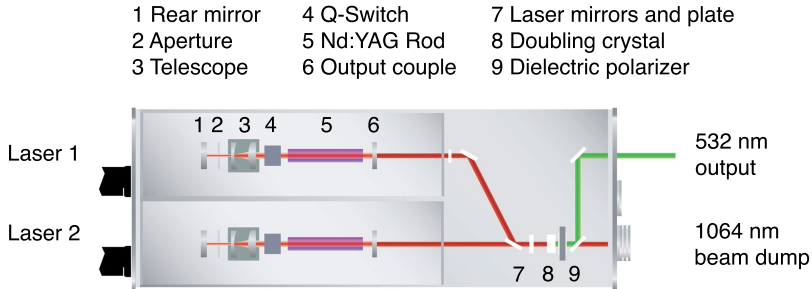 1 Rear mirror 4 Q-Switch 7 Laser mirrors and plate
2 Aperture 5 Nd:YAG Rod 8 Doubling crystal
3 Telescope 6 Output couple 9 Dielectric polarizer
1 2 3 4 5 6
Laser 1
532 nm
output
Laser 2
1064 nm
beam dump
7 8 9